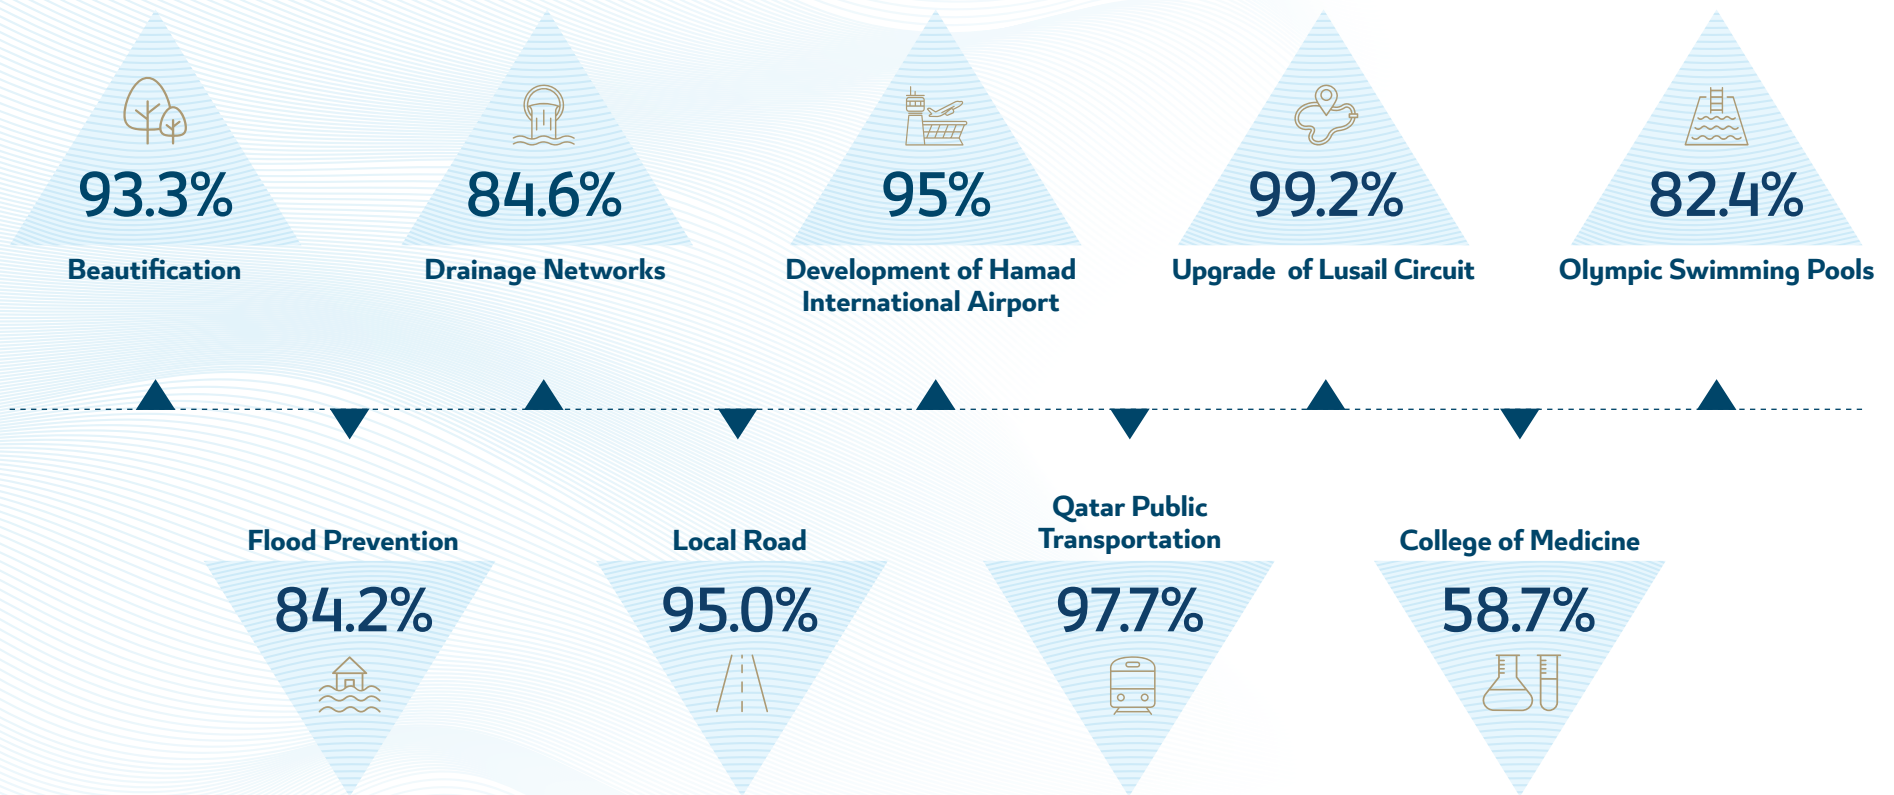 93.3%
Beautification
84.6%
Drainage Networks
95%
Development of Hamad
International Airport
99.2%
Upgrade of Lusail Circuit
82.4%
Olympic Swimming Pools
Flood Prevention
84.2%
Local Road
95.0%
Qatar Public
Transportation
97.7%
College of Medicine
58.7%